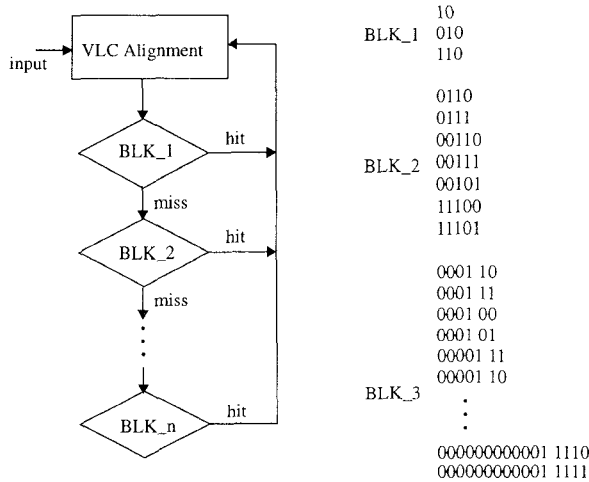 input
VLC Alignment
BLK_1
hit
miss
BLK_2
hit
miss
BLK_n
hit
BLK_1
10
010
110
BLK_2
0110
0111
00110
00111
00101
11100
11101
BLK_3
0001 10
0001 11
0001 00
0001 01
00001 11
00001 10
000000000001 1110
000000000001 1111